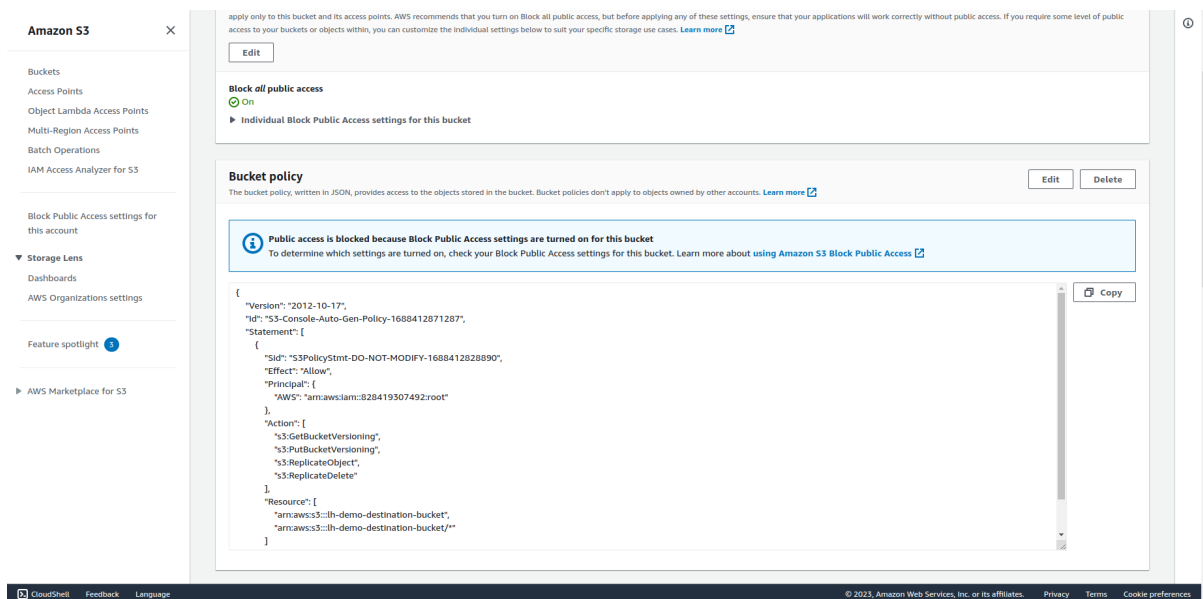 Amazon S3
Buckets
Access Points
Object Lambda Access Points
Multi-Region Access Points
Batch Operations
IAM Access Analyzer for S3
Block Public Access settings for
this account
Storage Lens
Dashboards
AWS Organizations settings
Feature spotlight 3
AWS Marketplace for S3
apply only to this bucket and its access points. AWS recommends that you turn on Block all public access, but before applying any of these settings, ensure that your applications will work correctly without public access. If you require some level of public
access to your buckets or objects within, you can customize the individual settings below to suit your specific storage use cases. Learn more
Edit
Block all public access
On
Individual Block Public Access settings for this bucket
Bucket policy
The bucket policy, written in JSON, provides access to the objects stored in the bucket. Bucket policies don't apply to objects owned by other accounts. Learn more
Edit
Delete
Public access is blocked because Block Public Access settings are turned on for this bucket
To determine which settings are turned on, check your Block Public Access settings for this bucket. Learn more about using Amazon S3 Block Public Access
Copy
{
"Version": "2012-10-17",
"Id": "S3-Console-Auto-Gen-Policy-1688412871287",
"Statement": [
{
"Sid": "S3PolicyStmt-DO-NOT-MODIFY-1688412828890",
"Effect": "Allow",
"Principal": {
"AWS": "arn:aws:iam::828419307492:root"
},
"Action": [
"s3:GetBucketVersioning",
"s3:PutBucketVersioning",
"s3:ReplicateObject",
"s3:ReplicateDelete"
],
"Resource": [
"arn:aws:s3:::lh-demo-destination-bucket",
"arn:aws:s3:::lh-demo-destination-bucket/*"
]
CloudShell Feedback Language
© 2023, Amazon Web Services, Inc. or its affiliates. Privacy Terms Cookie preferences